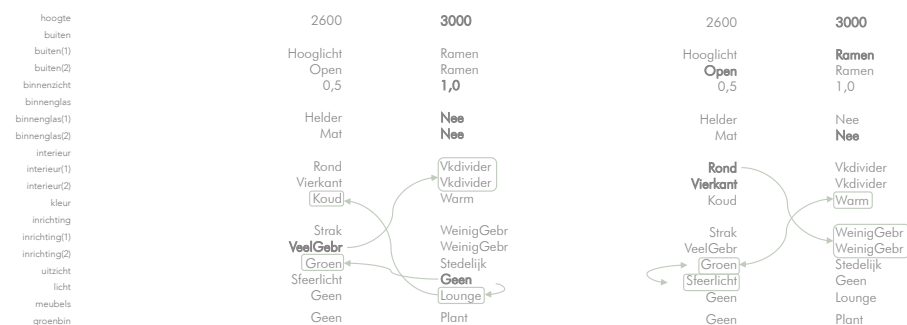 hoogte 2600 3000 2600 3000
buiten
buiten(1) Hooglicht Ramen Hooglicht Ramen
buiten(2) Open Ramen Open Ramen
binnenzicht 0,5 1,0 0,5 1,0
binnenglas
binnenglas(1) Helder Nee Helder Nee
binnenglas(2) Mat Nee Mat Nee
interieur
interieur(1) Rond Vkdivider Rond Vkdivider
interieur(2) Vierkant Vkdivider Vierkant Vkdivider
kleur Koud Warm Koud Warm
inrichting
inrichting(1) Strak WeinigGebr Strak WeinigGebr
inrichting(2) VeelGebr WeinigGebr VeelGebr WeinigGebr
uitzicht Groen Stedelijk Groen Stedelijk
licht Sfeerlicht Geen Sfeerlicht Geen
meubels Geen Lounge Geen Lounge
groenbin Geen Plant Geen Plant